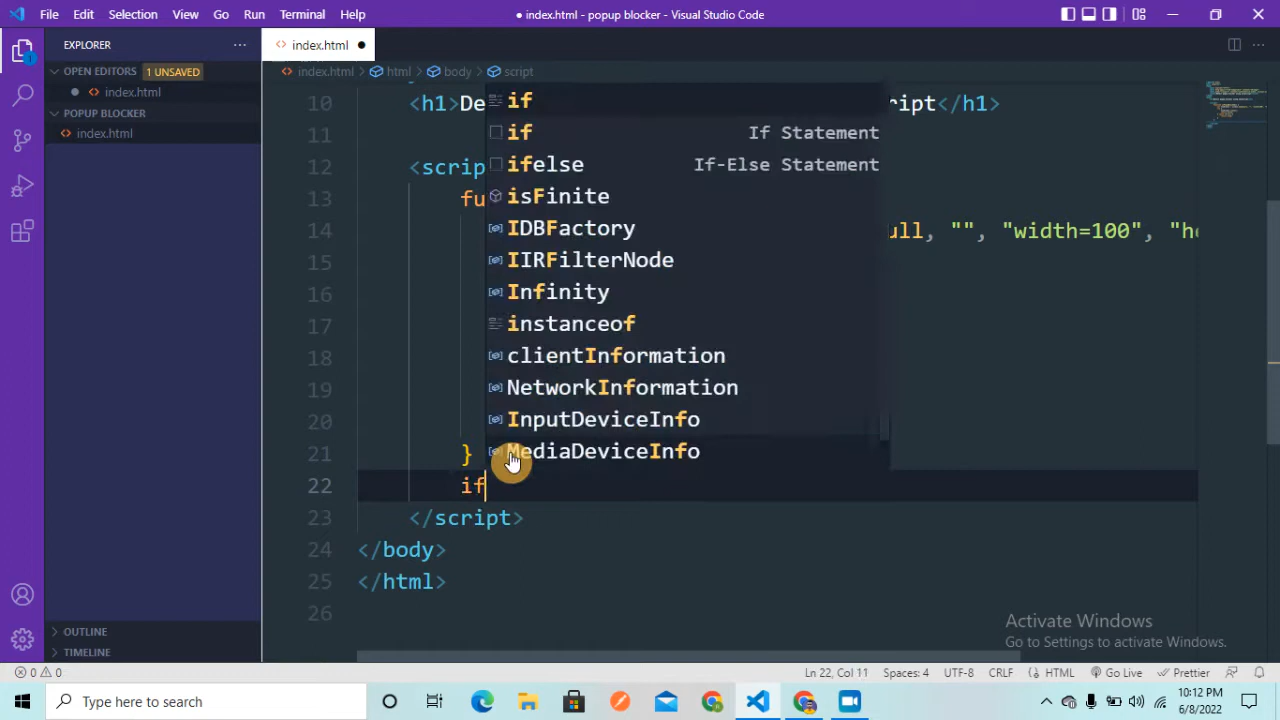 File Edit Selection View Go Run Terminal Help
● index.html - popup blocker - Visual Studio Code
EXPLORER
index.html
OPEN EDITORS 1 UNSAVED
index.html
POPUP BLOCKER
index.html
OUTLINE
TIMELINE
index.html > html > body > script
10 <h1>De ript</h1>
11
12 <scrip
13 fu
14 ull, "", "width=100", "he
15
16
17
18
19
20
21 }
22 if
23 </script>
24 </body>
25 </html>
26
if
if If Statement
ifelse If-Else Statement
isFinite
IDBFactory
IIRFilterNode
Infinity
instanceof
clientInformation
NetworkInformation
InputDeviceInfo
MediaDeviceInfo
Activate Windows
Go to Settings to activate Windows.
0 0 Ln 22, Col 11 Spaces: 4 UTF-8 CRLF HTML Go Live Prettier
Type here to search
10:12 PM
6/8/2022